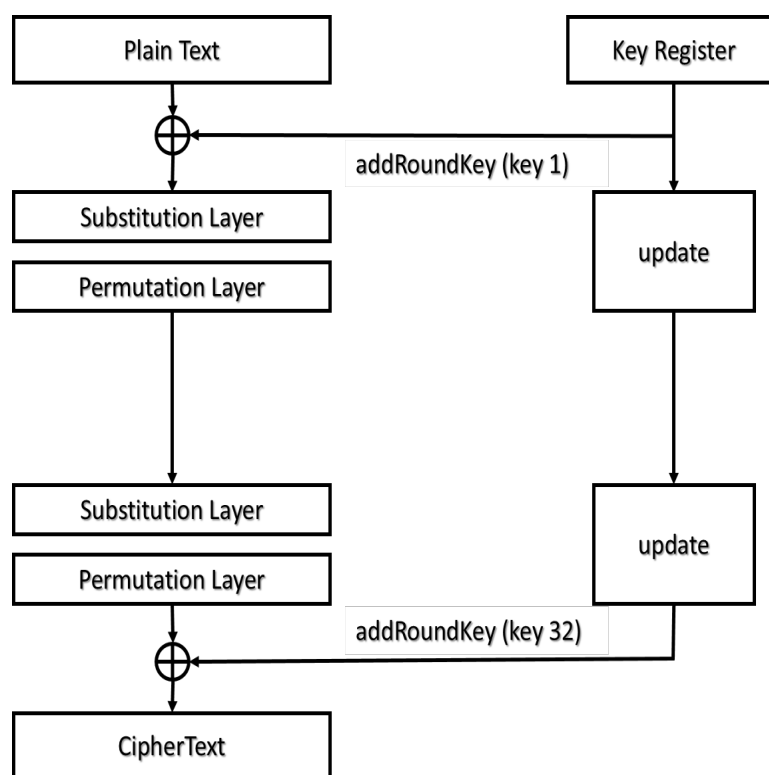 Plain Text
Key Register
addRoundKey (key 1)
Substitution Layer
update
Permutation Layer
Substitution Layer
update
Permutation Layer
addRoundKey (key 32)
CipherText